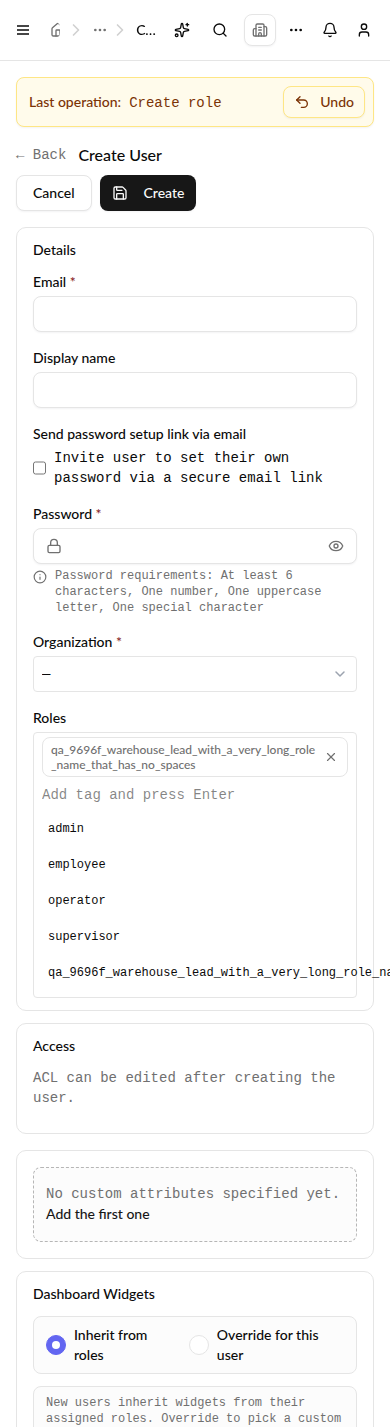 C...
Last operation: Create role
Undo
← Back Create User
Cancel
Create
Details
Email *
Display name
Send password setup link via email
Invite user to set their own
password via a secure email link
Password *
Password requirements: At least 6
characters, One number, One uppercase
letter, One special character
Organization *
—
Roles
qa_9696f_warehouse_lead_with_a_very_long_role
_name_that_has_no_spaces
Add tag and press Enter
admin
employee
operator
supervisor
qa_9696f_warehouse_lead_with_a_very_long_role_na
Access
ACL can be edited after creating the
user.
No custom attributes specified yet.
Add the first one
Dashboard Widgets
Inherit from
roles
Override for this
user
New users inherit widgets from their
assigned roles. Override to pick a custom